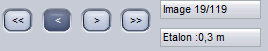 << < > >> Image 19/119
Etalon :0,3 m